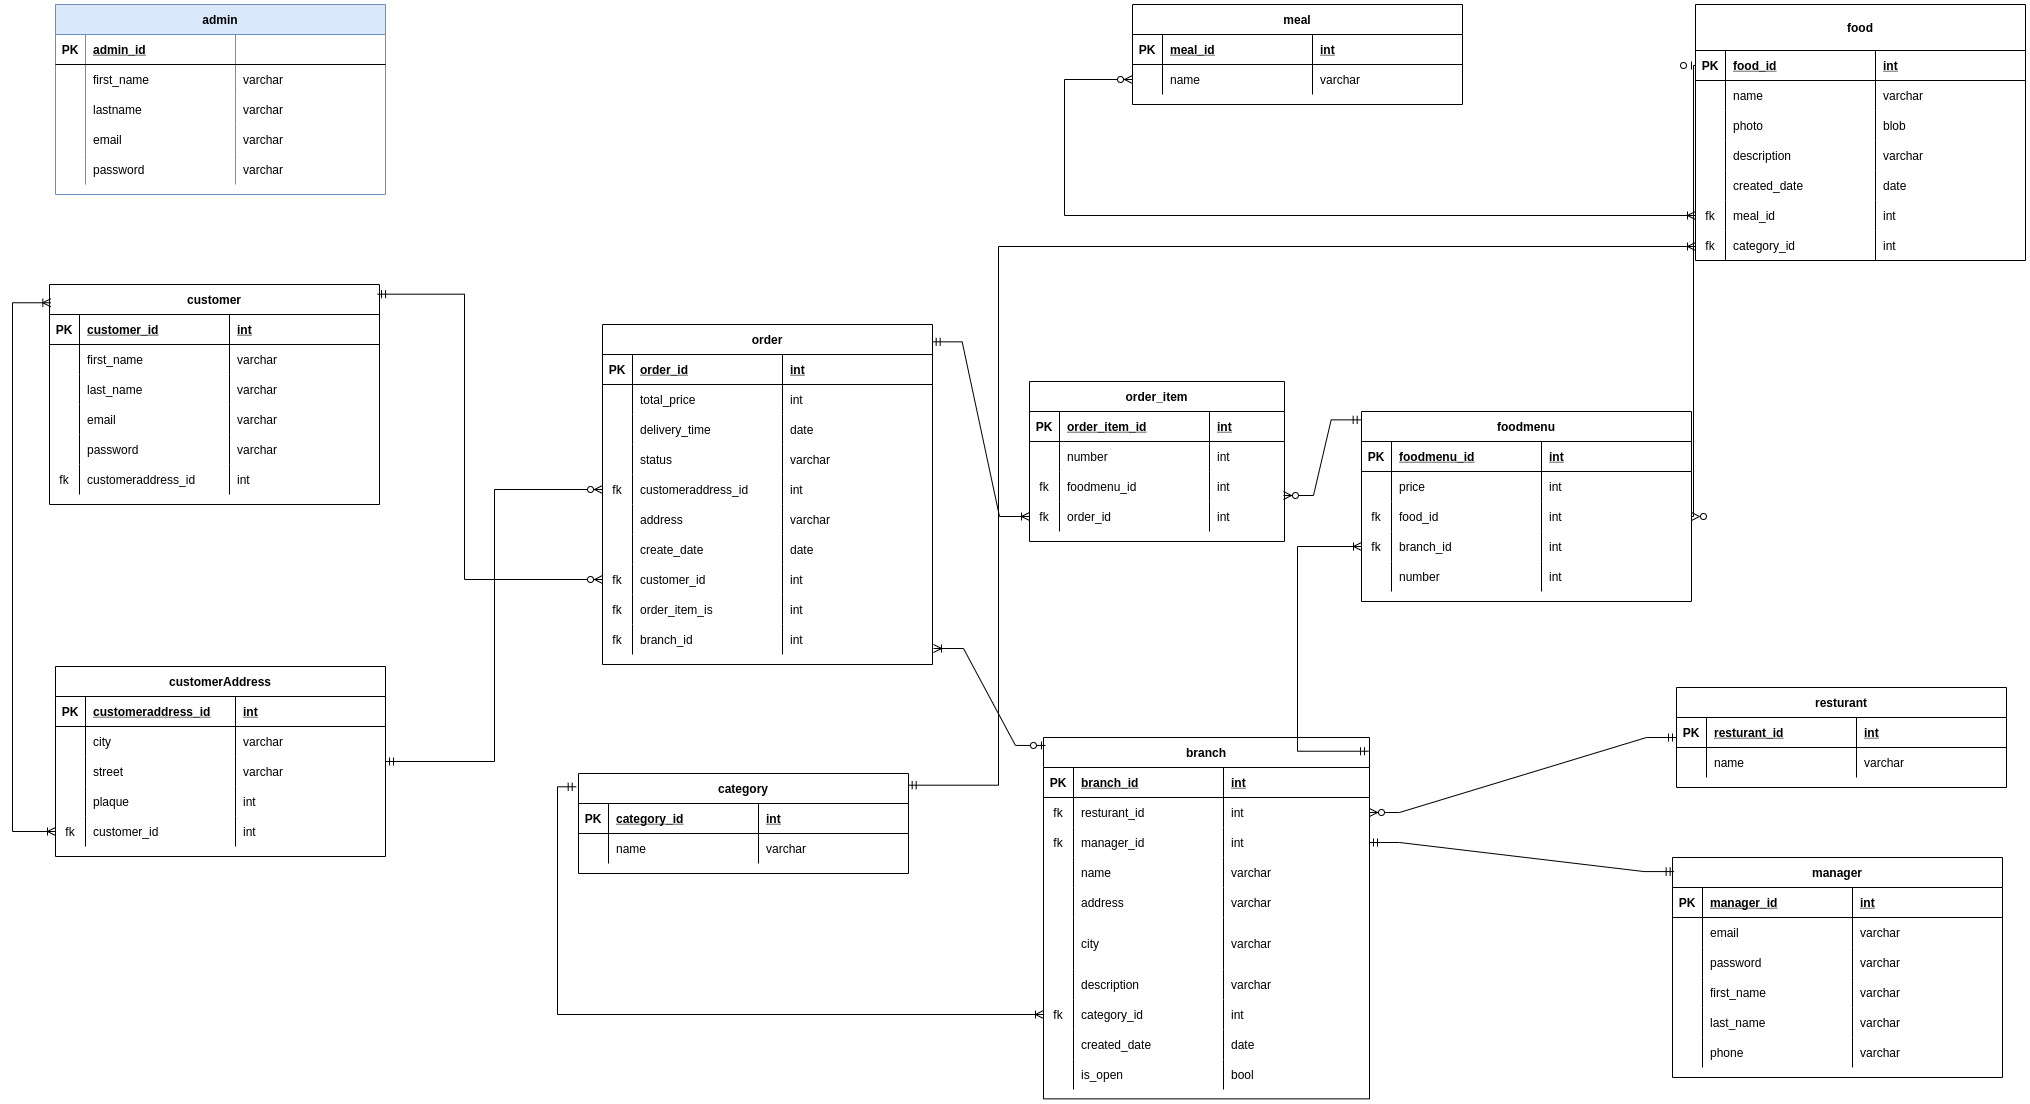 admin
PK admin_id
first_name varchar
lastname varchar
email varchar
password varchar
meal
PK meal_id int
name varchar
food
PK food_id int
name varchar
photo blob
description varchar
created_date date
fk meal_id int
fk category_id int
customer
PK customer_id int
first_name varchar
last_name varchar
email varchar
password varchar
fk customeraddress_id int
order
PK order_id int
total_price int
delivery_time date
status varchar
fk customeraddress_id int
address varchar
create_date date
fk customer_id int
fk order_item_is int
fk branch_id int
order_item
PK order_item_id int
number int
fk foodmenu_id int
fk order_id int
foodmenu
PK foodmenu_id int
price int
fk food_id int
fk branch_id int
number int
customerAddress
PK customeraddress_id int
city varchar
street varchar
plaque int
fk customer_id int
category
PK category_id int
name varchar
branch
PK branch_id int
fk resturant_id int
fk manager_id int
name varchar
address varchar
city varchar
description varchar
fk category_id int
created_date date
is_open bool
resturant
PK resturant_id int
name varchar
manager
PK manager_id int
email varchar
password varchar
first_name varchar
last_name varchar
phone varchar